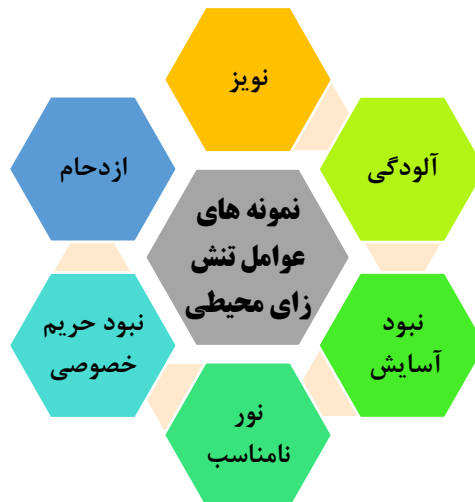 نویز
آلودگی
نبود
آسایش
نور
نامناسب
نبود حریم
خصوصی
ازدحام
نمونه های
عوامل تنش
زای محیطی